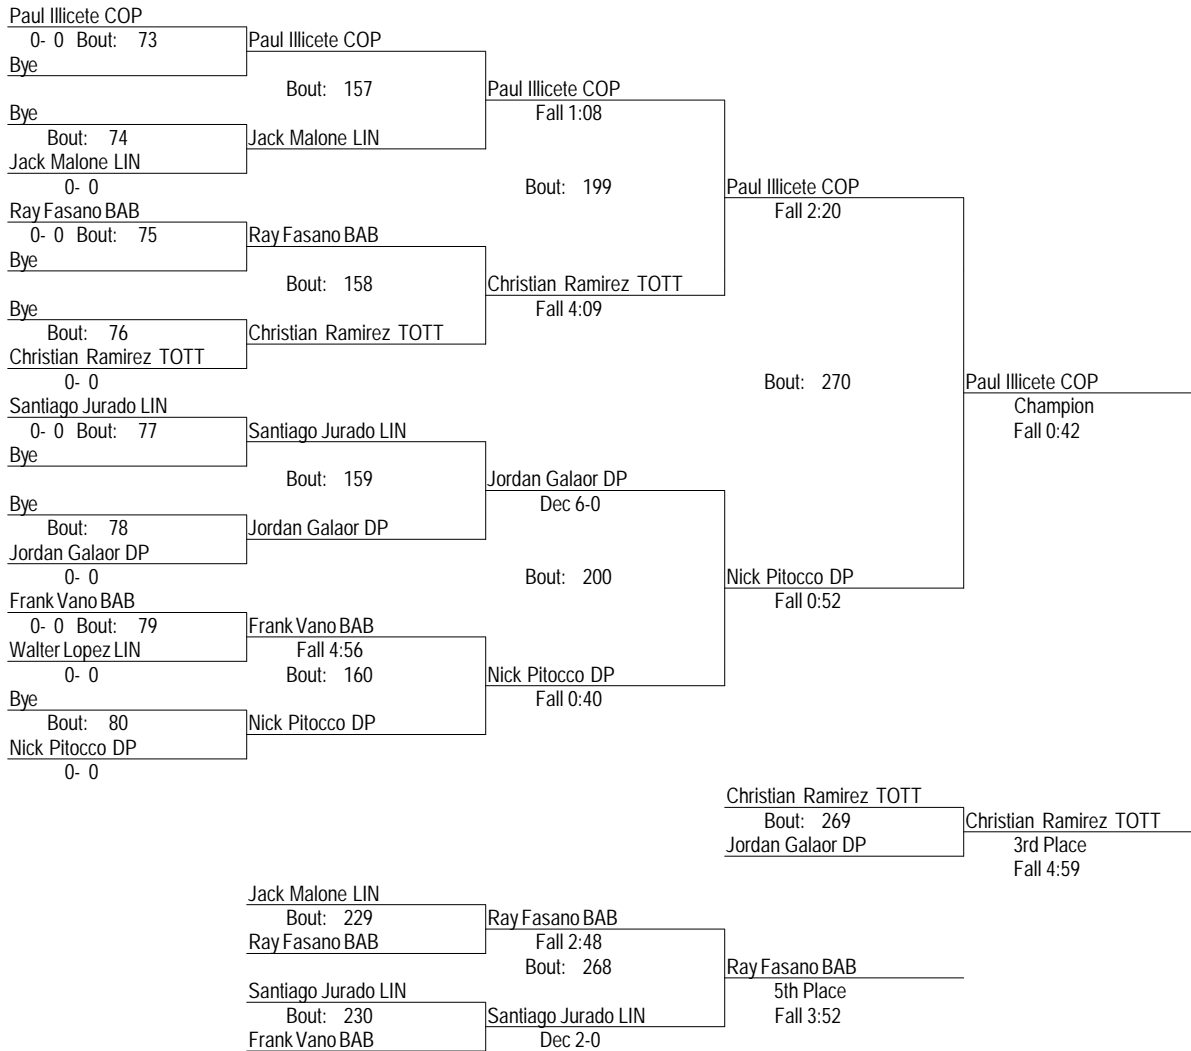 Paul Illicete COP
0- 0 Bout: 73
Bye
Paul Illicete COP
Bout: 157
Bye
Bout: 74
Jack Malone LIN
0- 0
Jack Malone LIN
Paul Illicete COP
Fall 1:08
Bout: 199
Ray Fasano BAB
0- 0 Bout: 75
Bye
Ray Fasano BAB
Bout: 158
Bye
Bout: 76
Christian Ramirez TOTT
0- 0
Christian Ramirez TOTT
Christian Ramirez TOTT
Fall 4:09
Paul Illicete COP
Fall 2:20
Bout: 270
Santiago Jurado LIN
0- 0 Bout: 77
Bye
Santiago Jurado LIN
Bout: 159
Bye
Bout: 78
Jordan Galaor DP
0- 0
Jordan Galaor DP
Jordan Galaor DP
Dec 6-0
Bout: 200
Frank Vano BAB
0- 0 Bout: 79
Walter Lopez LIN
0- 0
Frank Vano BAB
Fall 4:56
Bout: 160
Bye
Bout: 80
Nick Pitocco DP
0- 0
Nick Pitocco DP
Nick Pitocco DP
Fall 0:40
Nick Pitocco DP
Fall 0:52
Paul Illicete COP
Champion
Fall 0:42
Christian Ramirez TOTT
Bout: 269
Jordan Galaor DP
Christian Ramirez TOTT
3rd Place
Fall 4:59
Jack Malone LIN
Bout: 229
Ray Fasano BAB
Ray Fasano BAB
Fall 2:48
Bout: 268
Santiago Jurado LIN
Bout: 230
Frank Vano BAB
Santiago Jurado LIN
Dec 2-0
Ray Fasano BAB
5th Place
Fall 3:52